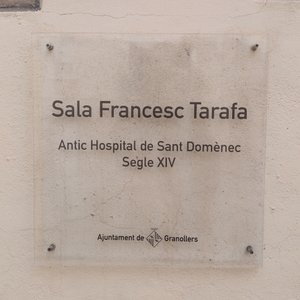 Sala Francesc Tarafa
Antic Hospital de Sant Domènec
Segle XIV
Ajuntament de Granollers